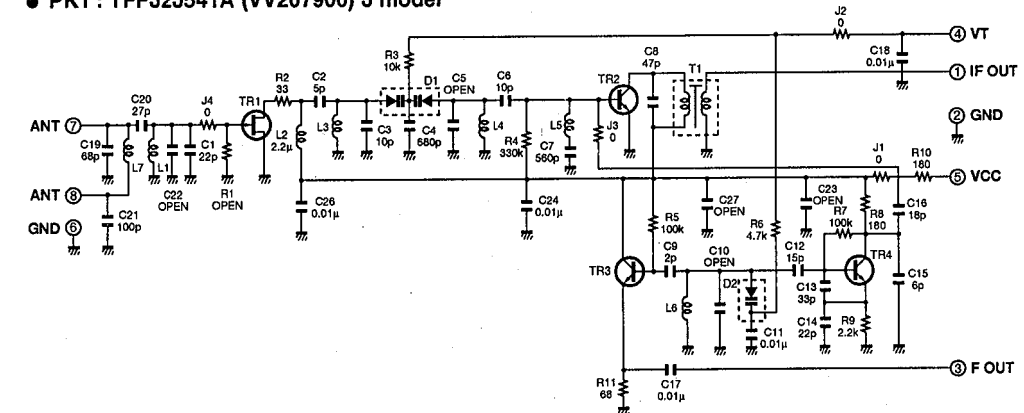 ● PK1 : TFF3253541A (VV267900) J model
J2
0
④ VT
R3
10k
C18
0.01μ
C8
47p
T1
① IF OUT
D1
C5
OPEN
C6
10p
TR2
R2
33
C2
5p
C20
27p
J4
0
TR1
② GND
ANT ⑦
L2
2.2μ
L3
C3
10p
C4
680p
L4
R4
330k
L5
J3
0
C7
560p
C19
68p
L7
L1
C1
22p
J1
0
R10
180
⑤ VCC
ANT ⑧
C22
OPEN
R1
OPEN
C21
100p
GND ⑥
C26
0.01μ
C24
0.01μ
R5
100k
C27
OPEN
R6
4.7k
C23
OPEN
R7
100k
R8
180
C16
18p
C9
2p
C10
OPEN
C12
15p
TR3
TR4
D2
C13
33p
C15
6p
L6
C11
0.01μ
C14
22p
R9
2.2k
③ F OUT
R11
68
C17
0.01μ